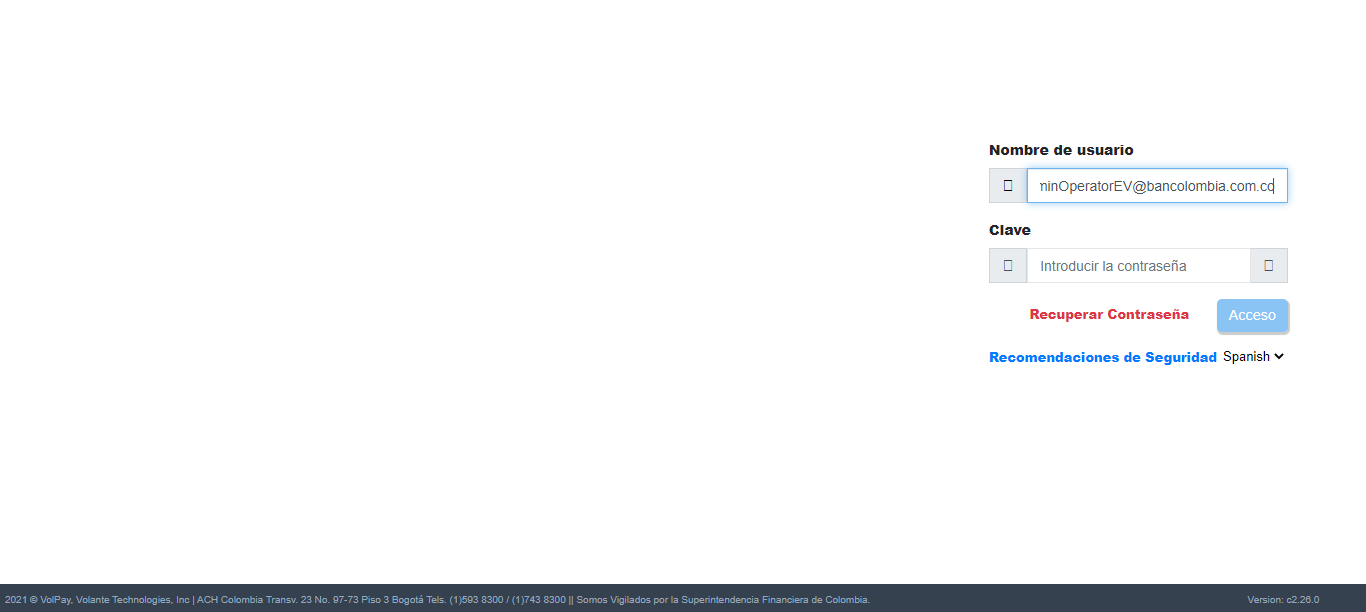 Nombre de usuario
ninOperatorEV@bancolombia.com.co
Clave
Introducir la contraseña
Recuperar Contraseña
Acceso
Recomendaciones de Seguridad Spanish
2021 © VolPay, Volante Technologies, Inc | ACH Colombia Transv. 23 No. 97-73 Piso 3 Bogotá Tels. (1)593 8300 / (1)743 8300 || Somos Vigilados por la Superintendencia Financiera de Colombia.
Version: c2.26.0